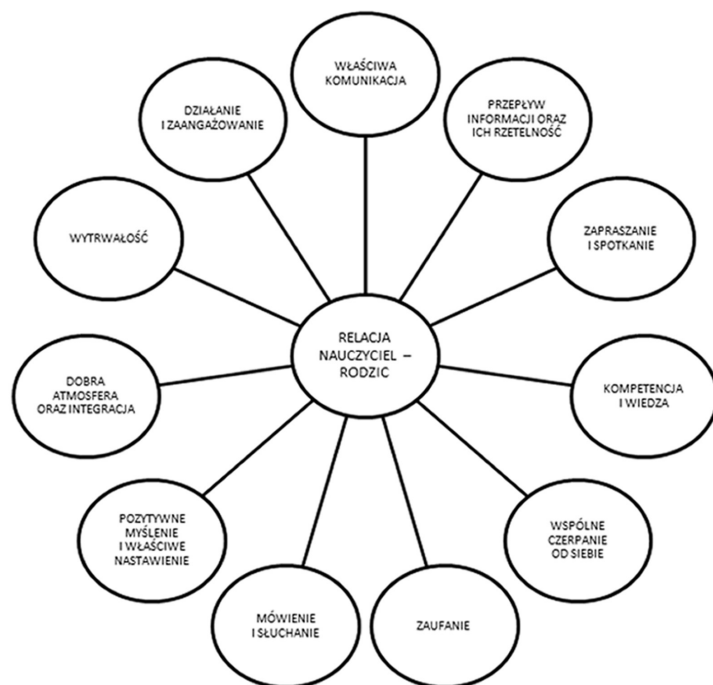 WŁAŚCIWA
KOMUNIKACJA
PRZEPŁYW
INFORMACJI ORAZ
ICH RZETELNOŚĆ
ZAPRASZANIE
I SPOTKANIE
KOMPETENCJA
I WIEDZA
WSPÓLNE
CZERPANIE
OD SIEBIE
ZAUFANIE
MÓWIENIE
I SŁUCHANIE
POZYTYWNE
MYŚLENIE
I WŁAŚCIWE
NASTAWIENIE
DOBRA
ATMOSFERA
ORAZ INTEGRACJA
WYTRWAŁOŚĆ
DZIAŁANIE
I ZAANGAŻOWANIE
RELACJA
NAUCZYCIEL –
RODZIC